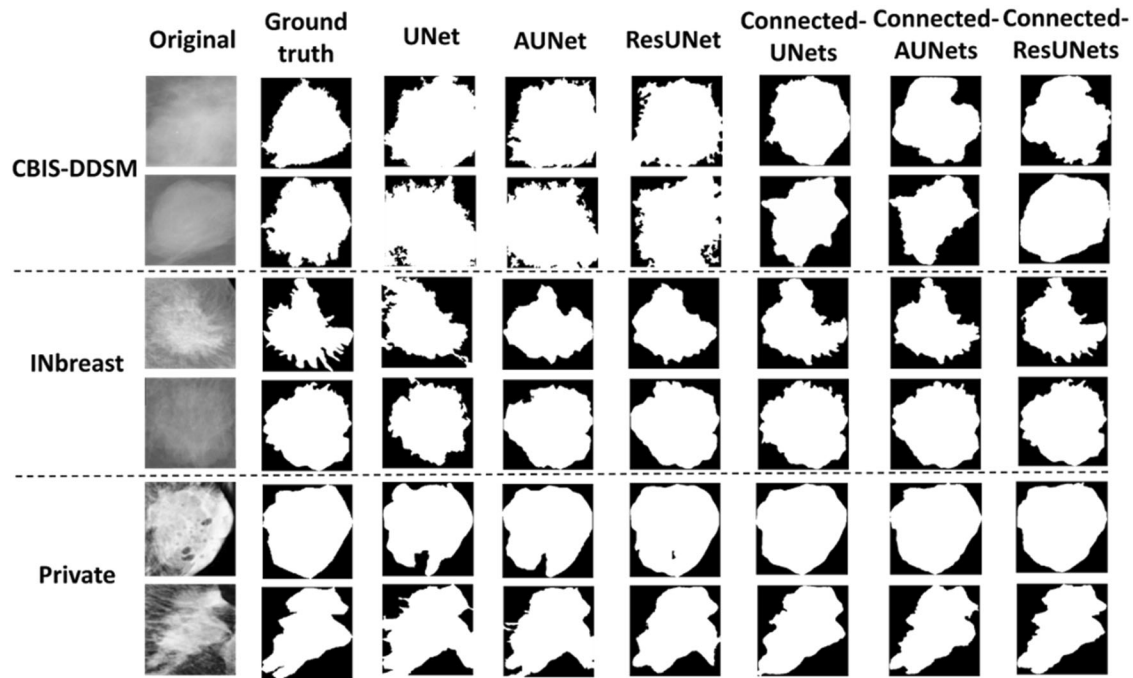 Original
Ground
truth
UNet
AUNet
ResUNet
Connected-
UNets
Connected-
AUNets
Connected-
ResUNets
CBIS-DDSM
INbreast
Private